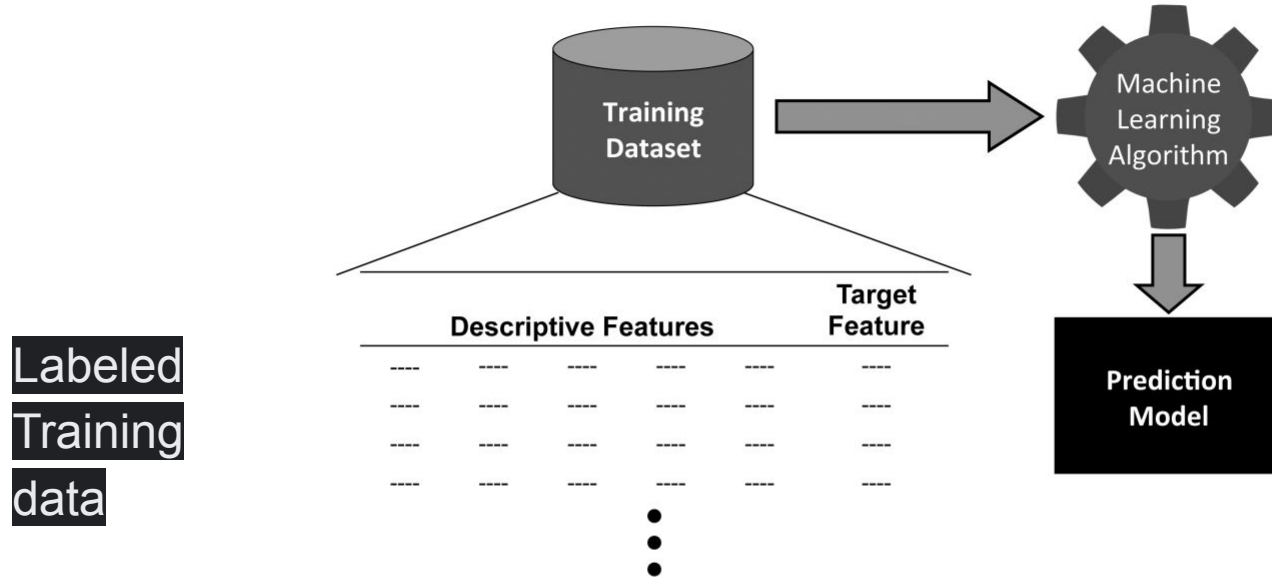 Training
Dataset
Machine
Learning
Algorithm
Target
Descriptive Features Feature
Labeled
Training
data
---- ---- ---- ---- ---- ----
---- ---- ---- ---- ---- ----
---- ---- ---- ---- ---- ----
---- ---- ---- ---- ---- ----
Prediction
Model